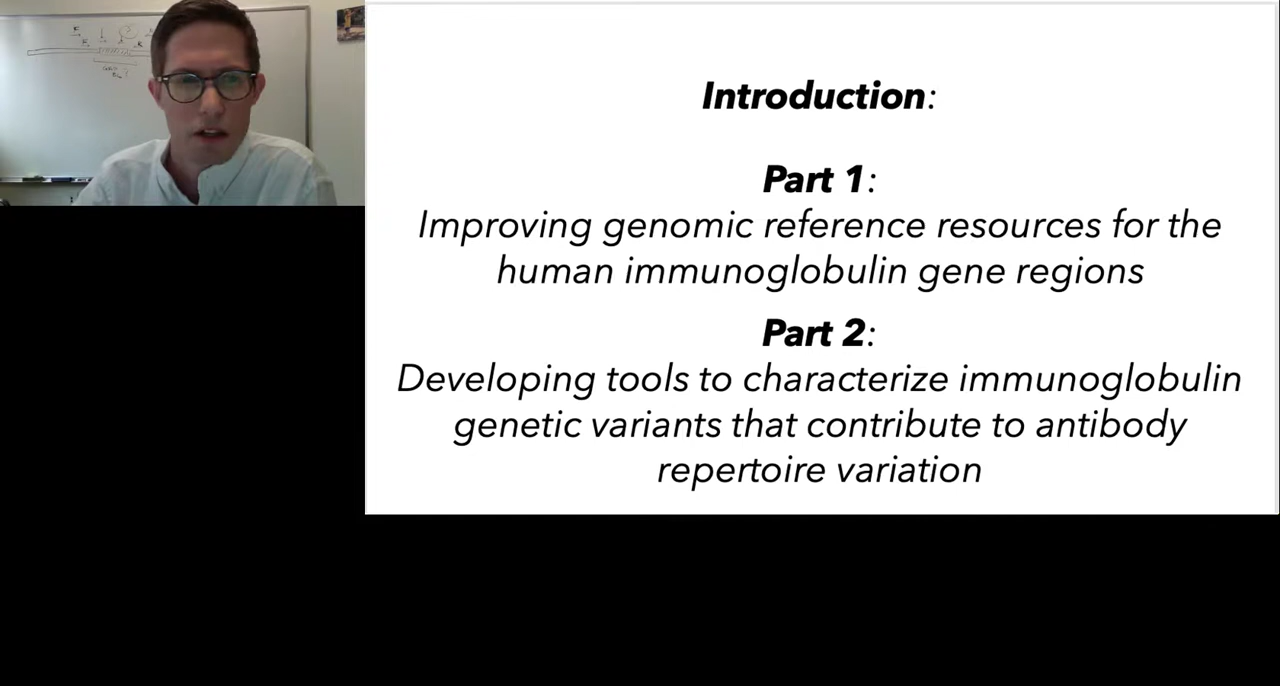 Introduction:
Part 1:
Improving genomic reference resources for the
human immunoglobulin gene regions
Part 2:
Developing tools to characterize immunoglobulin
genetic variants that contribute to antibody
repertoire variation